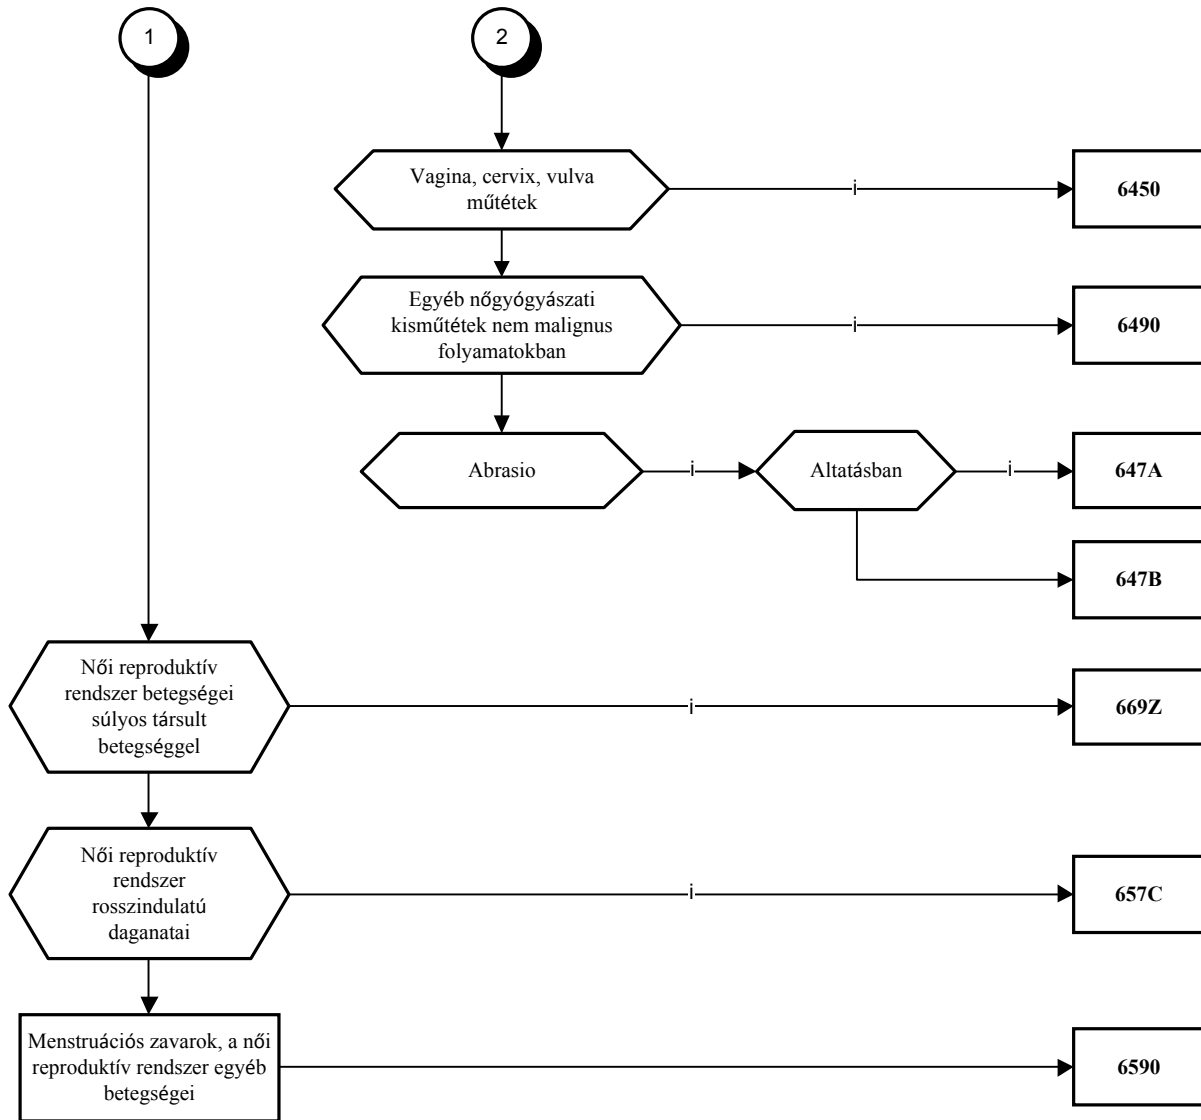 1
2
Vagina, cervix, vulva
műtétek
i
6450
Egyéb nőgyógyászati
kisműtétek nem malignus
folyamatokban
i
6490
Abrasio
i
Altatásban
i
647A
647B
Női reproduktív
rendszer betegségei
súlyos társult
betegséggel
i
669Z
Női reproduktív
rendszer
rosszindulatú
daganatai
i
657C
Menstruációs zavarok, a női
reproduktív rendszer egyéb
betegségei
6590